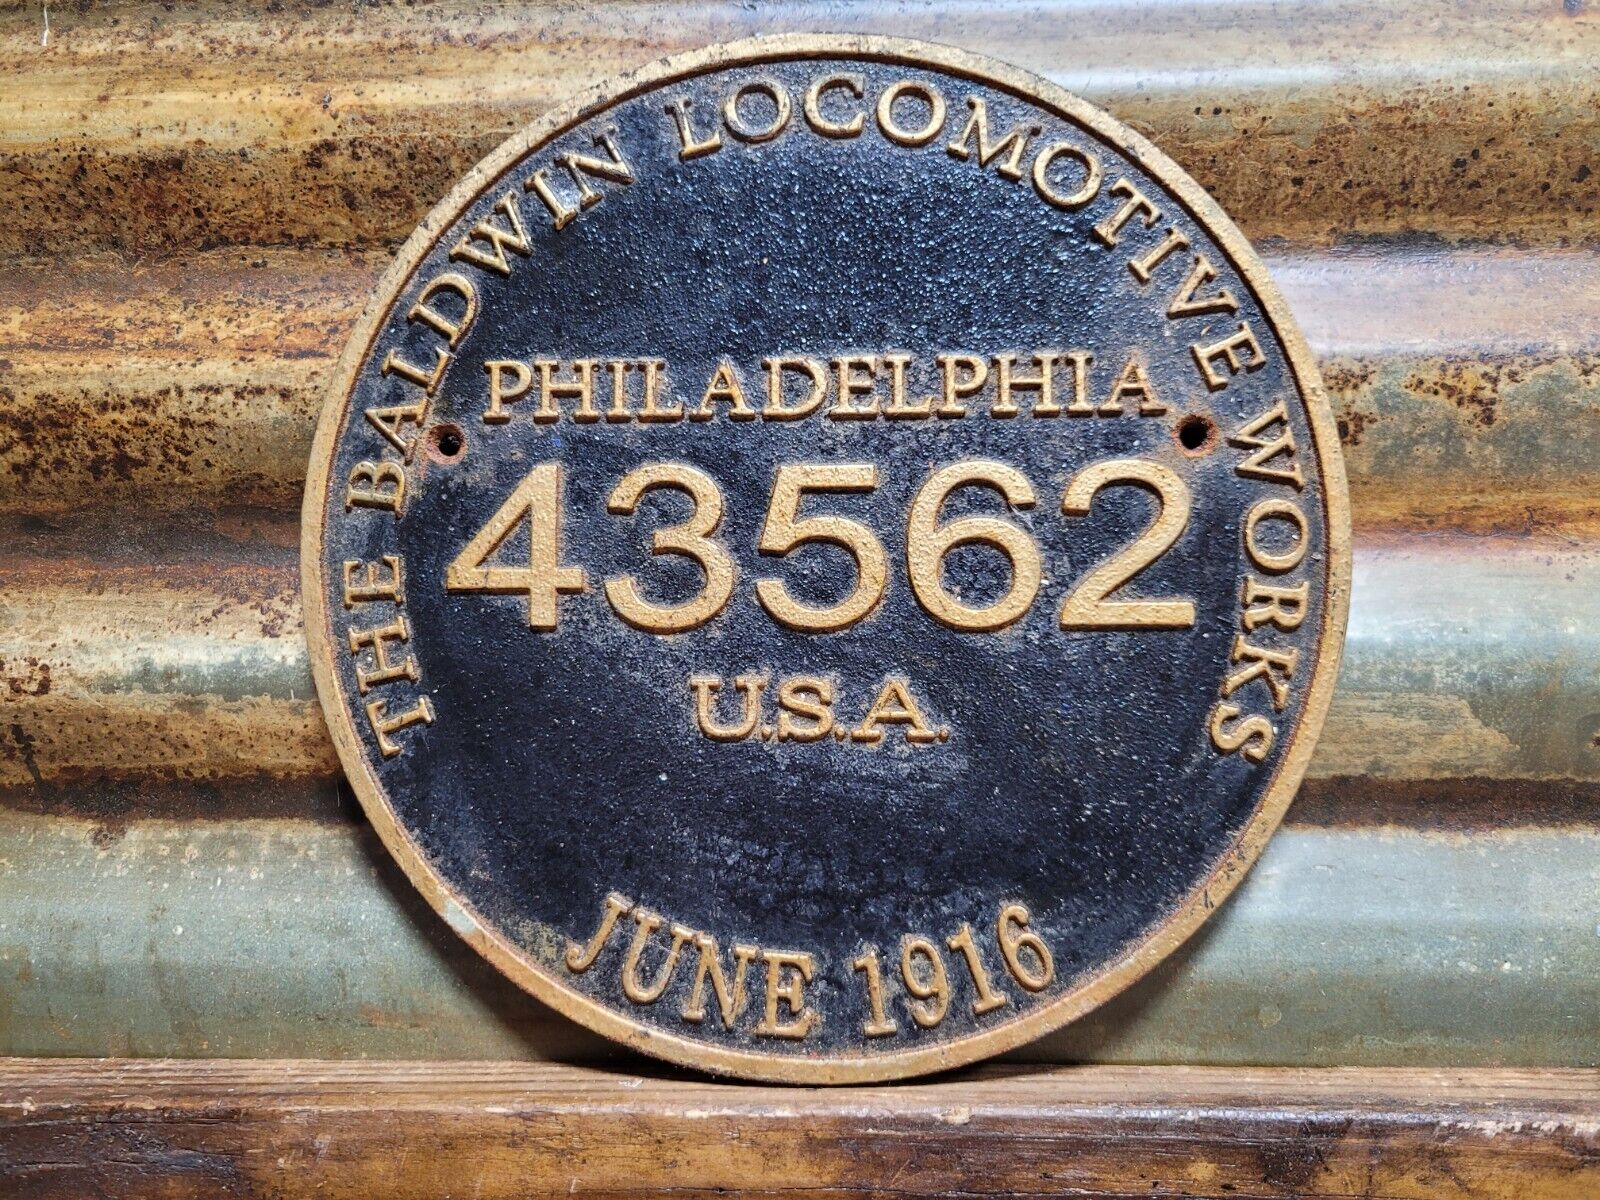 THE BALDWIN LOCOMOTIVE WORKS
PHILADELPHIA
43562
U.S.A.
JUNE 1916